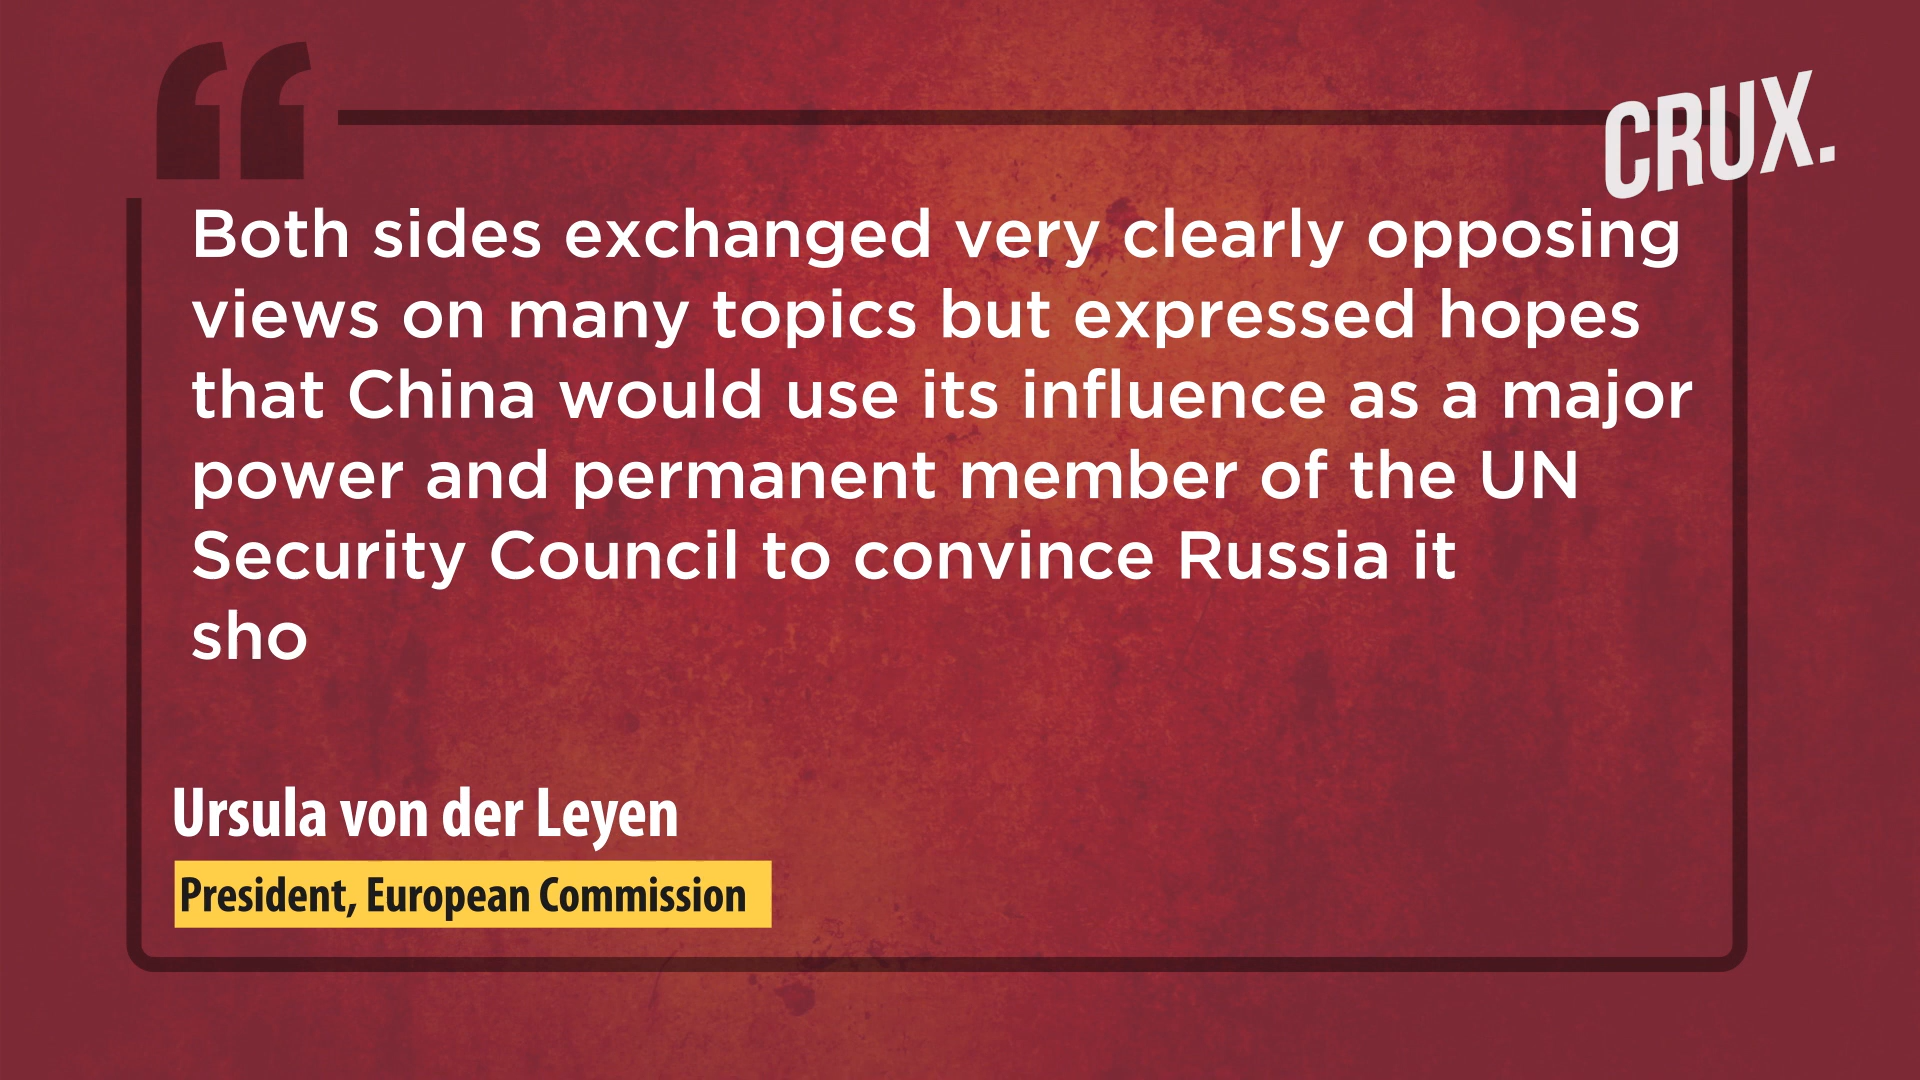 CRUX.
Both sides exchanged very clearly opposing
views on many topics but expressed hopes
that China would use its influence as a major
power and permanent member of the UN
Security Council to convince Russia it
sho
Ursula von der Leyen
President, European Commission